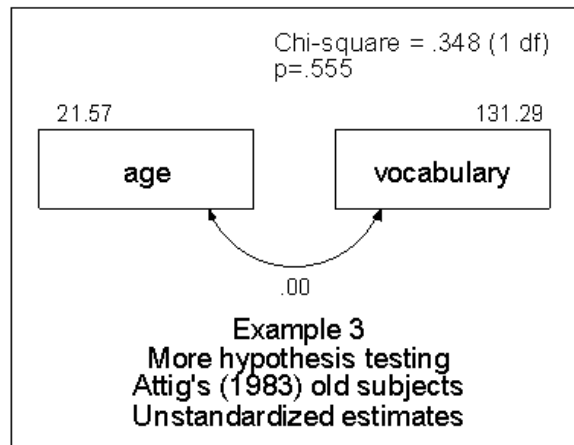 Chi-square = .348 (1 df)
p=.555
21.57
131.29
age
vocabulary
.00
Example 3
More hypothesis testing
Attig's (1983) old subjects
Unstandardized estimates